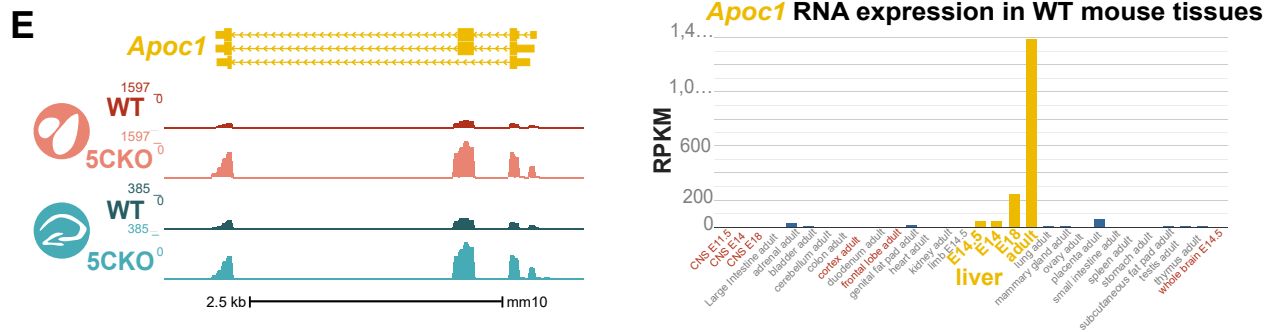 E
Apoc1
1597
0
WT
1597
0
5CKO
385
0
WT
385
0
5CKO
2.5 kb
mm10
Apoc1 RNA expression in WT mouse tissues
RPKM
1,4…
1,0…
600
200
0
CNS E11.5
CNS E14
CNS E18
Large Intestine adult
adrenal adult
bladder adult
cerebellum adult
colon adult
cortex adult
duodenum adult
frontal lobe adult
genital fat pad adult
heart adult
kidney adult
limb E14.5
E14.5
E14
E18
adult
liver
lung adult
mammary gland adult
ovary adult
placenta adult
small intestine adult
spleen adult
stomach adult
subcutaneous fat pad adult
testis adult
thymus adult
whole brain E14.5